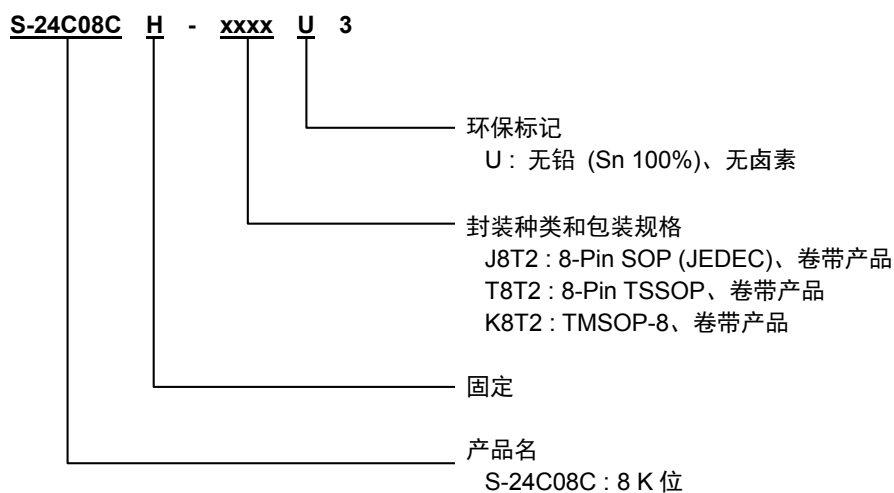 S-24C08C H - xxxx U 3
环保标记
U : 无铅 (Sn 100%)、无卤素
封装种类和包装规格
J8T2 : 8-Pin SOP (JEDEC)、卷带产品
T8T2 : 8-Pin TSSOP、卷带产品
K8T2 : TMSOP-8、卷带产品
固定
产品名
S-24C08C : 8 K 位